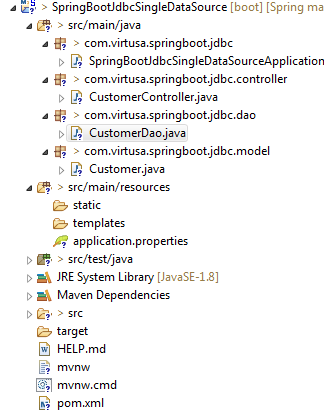 SpringBootJdbcSingleDataSource [boot] [Spring ma
> src/main/java
> com.virtusa.springboot.jdbc
> SpringBootJdbcSingleDataSourceApplication
> com.virtusa.springboot.jdbc.controller
CustomerController.java
> com.virtusa.springboot.jdbc.dao
CustomerDao.java
> com.virtusa.springboot.jdbc.model
Customer.java
> src/main/resources
static
templates
application.properties
> src/test/java
JRE System Library [JavaSE-1.8]
Maven Dependencies
> src
target
HELP.md
mvnw
mvnw.cmd
pom.xml